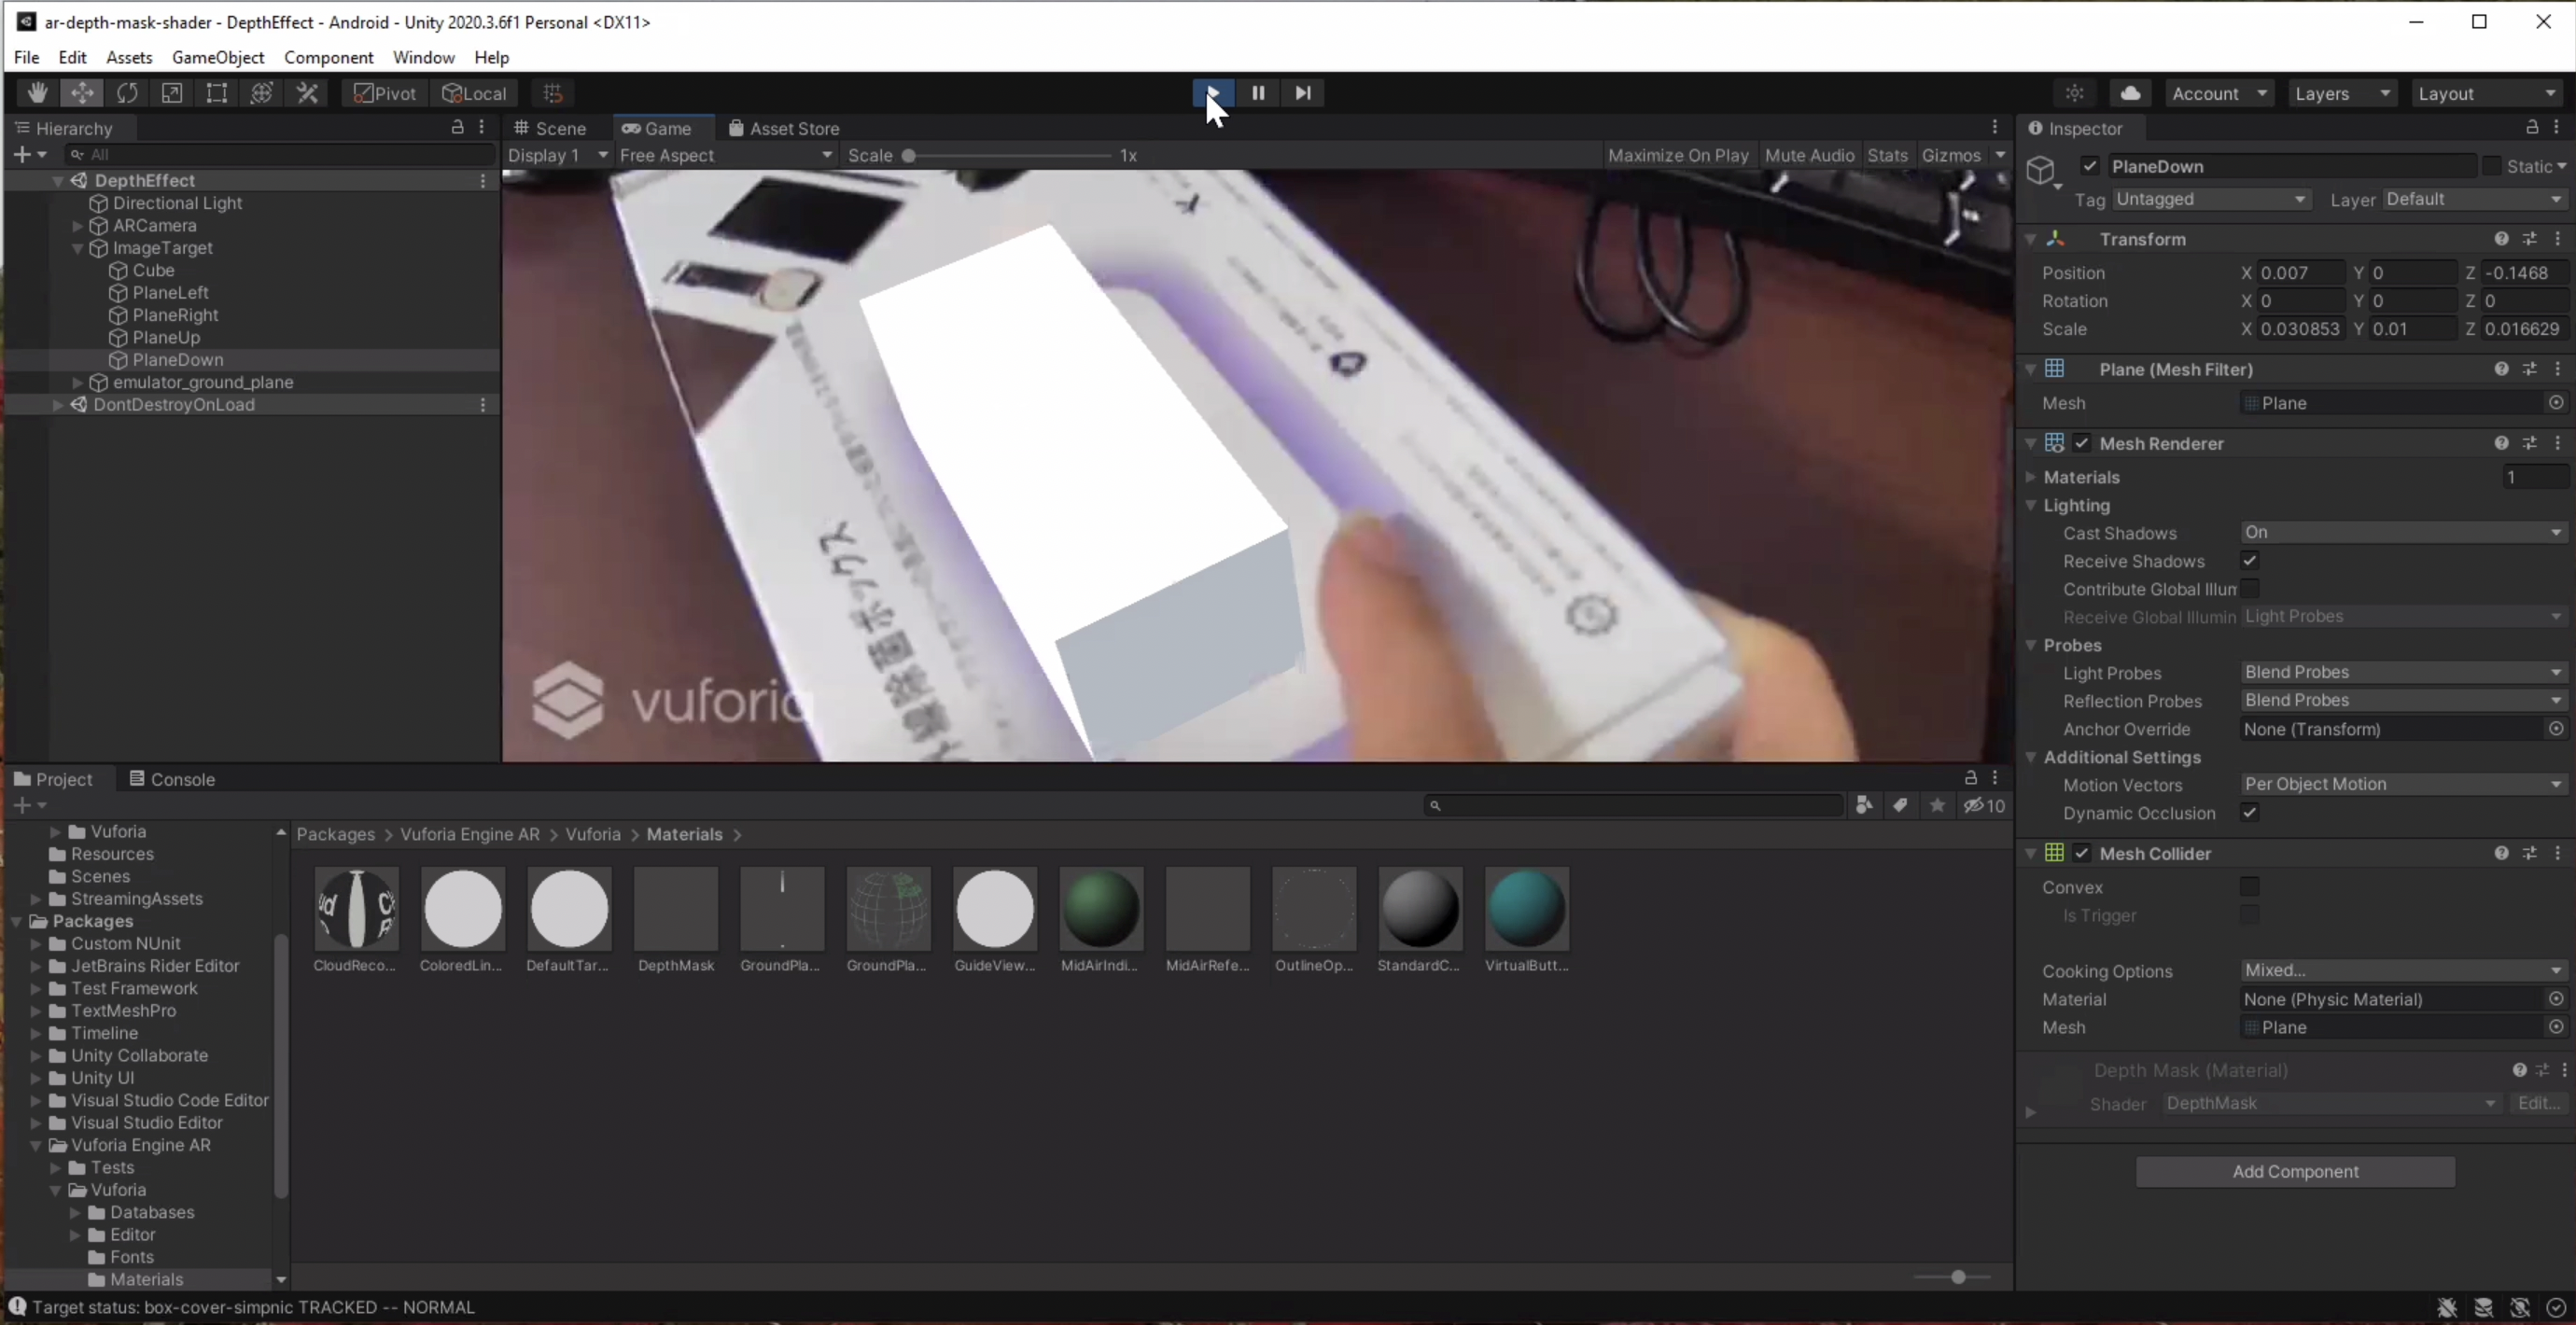 ar-depth-mask-shader - DepthEffect - Android - Unity 2020.3.6f1 Personal <DX11>
File Edit Assets GameObject Component Window Help
Pivot Local Account Layers Layout
Hierarchy
All
DepthEffect
Directional Light
ARCamera
ImageTarget
Cube
PlaneLeft
PlaneRight
PlaneUp
PlaneDown
emulator_ground_plane
DontDestroyOnLoad
Scene Game Asset Store
Display 1 Free Aspect Scale 1x Maximize On Play Mute Audio Stats Gizmos
ボックス
vuforia
Inspector
PlaneDown Static
Tag Untagged Layer Default
Transform
Position X 0.007 Y 0 Z -0.1468
Rotation X 0 Y 0 Z 0
Scale X 0.030853 Y 0.01 Z 0.016629
Plane (Mesh Filter)
Mesh Plane
Mesh Renderer
Materials 1
Lighting
Cast Shadows On
Receive Shadows
Contribute Global Illum
Receive Global Illumin Light Probes
Probes
Light Probes Blend Probes
Reflection Probes Blend Probes
Anchor Override None (Transform)
Additional Settings
Motion Vectors Per Object Motion
Dynamic Occlusion
Mesh Collider
Convex
Is Trigger
Cooking Options Mixed...
Material None (Physic Material)
Mesh Plane
Depth Mask (Material)
Shader DepthMask Edit...
Add Component
Project Console
10
Vuforia
Resources
Scenes
StreamingAssets
Packages
Custom NUnit
JetBrains Rider Editor
Test Framework
TextMeshPro
Timeline
Unity Collaborate
Unity UI
Visual Studio Code Editor
Visual Studio Editor
Vuforia Engine AR
Tests
Vuforia
Databases
Editor
Fonts
Materials
Packages > Vuforia Engine AR > Vuforia > Materials >
CloudReco... ColoredLin... DefaultTar... DepthMask GroundPla... GroundPla... GuideView... MidAirIndi... MidAirRefe... OutlineOp... StandardC... VirtualButt...
Target status: box-cover-simpnic TRACKED -- NORMAL